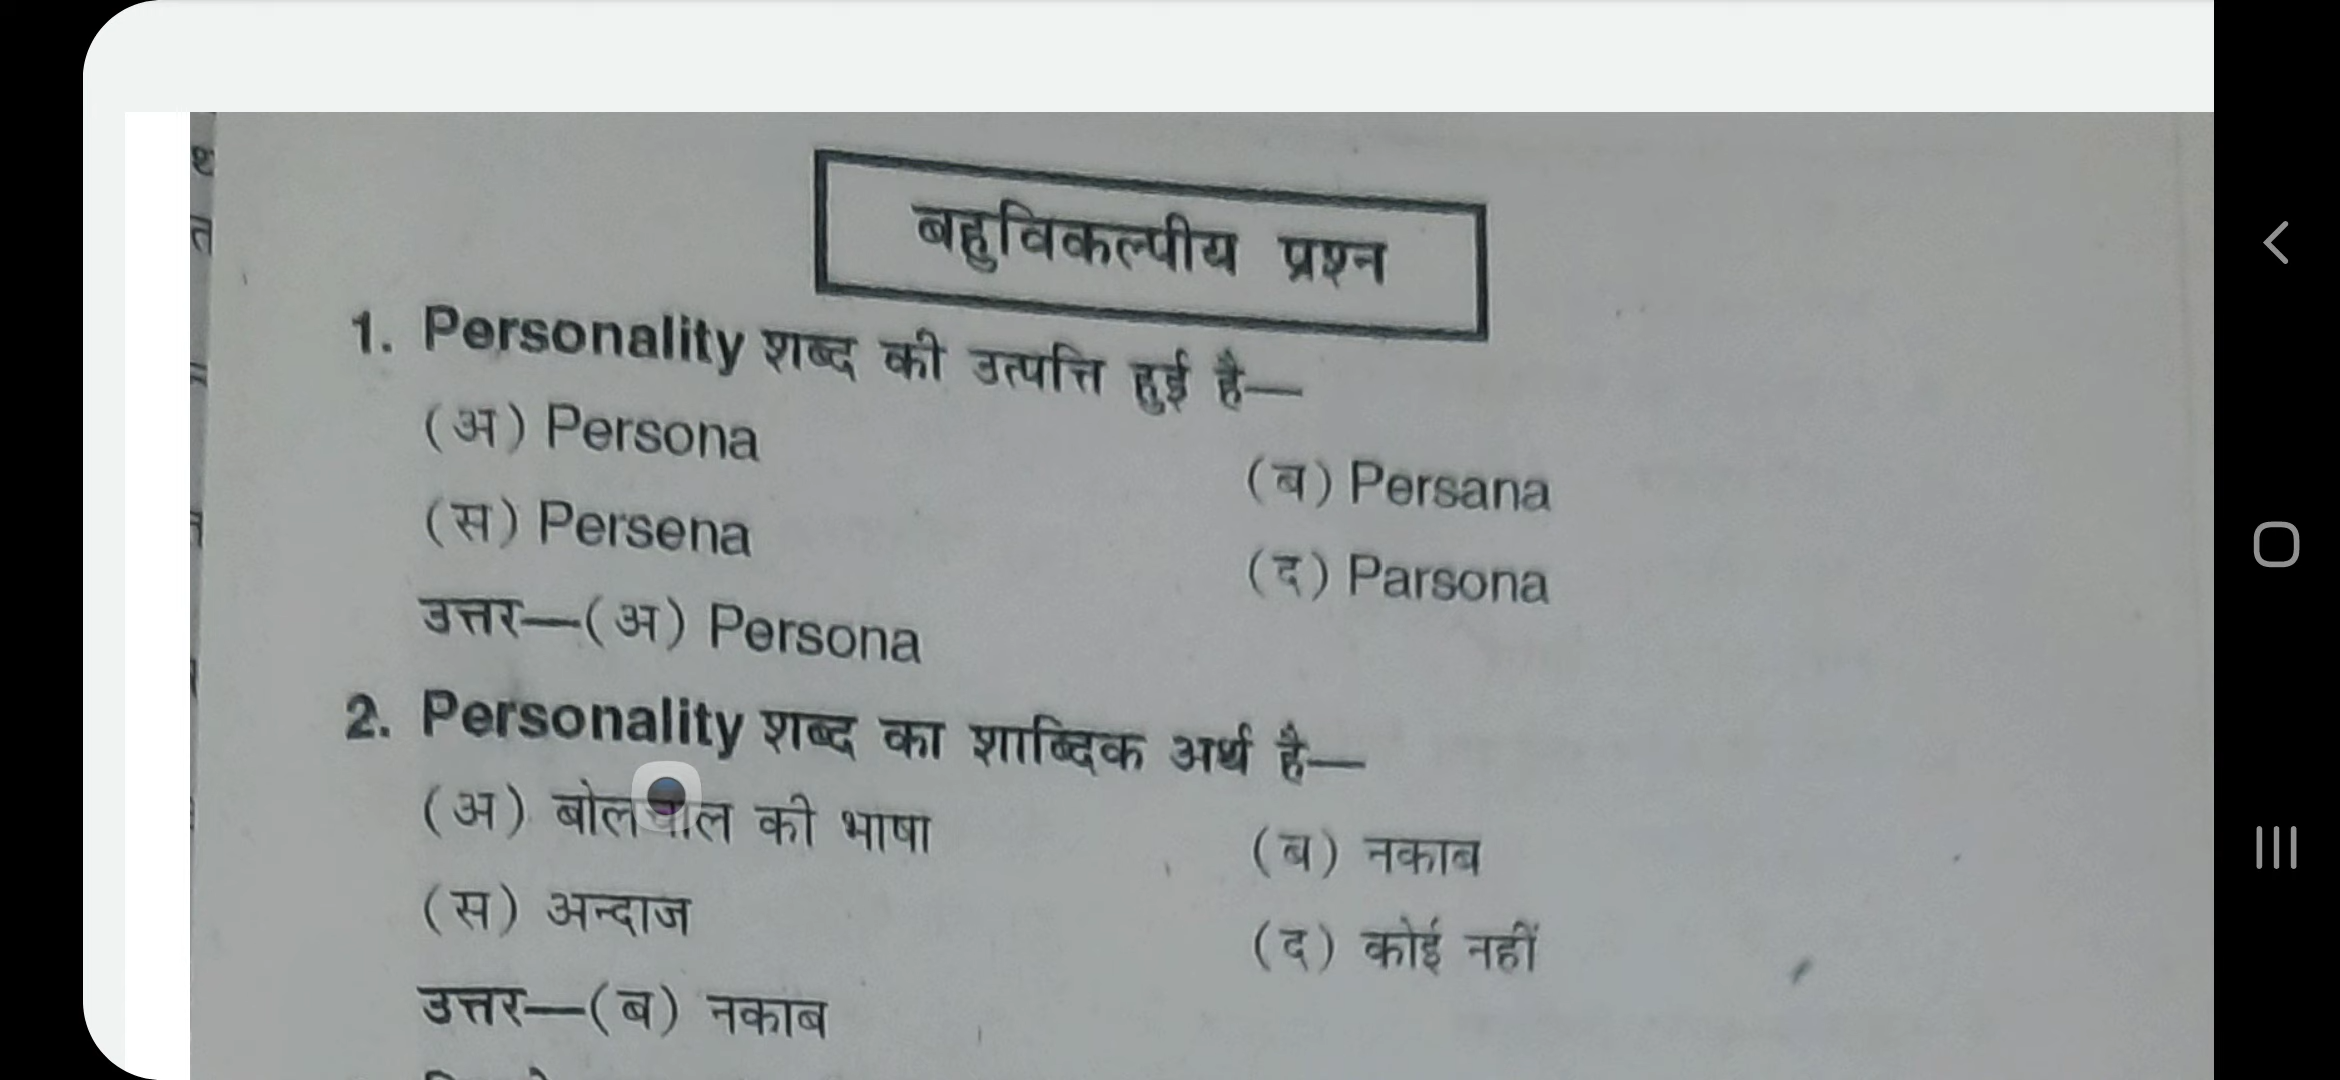 बहुविकल्पीय प्रश्न
1. Personality शब्द की उत्पत्ति हुई है—
(अ) Persona (ब) Persana
(स) Persena (द) Parsona
उत्तर—(अ) Persona
2. Personality शब्द का शाब्दिक अर्थ है—
(अ) बोलचाल की भाषा (ब) नकाब
(स) अन्दाज (द) कोई नहीं
उत्तर—(ब) नकाब